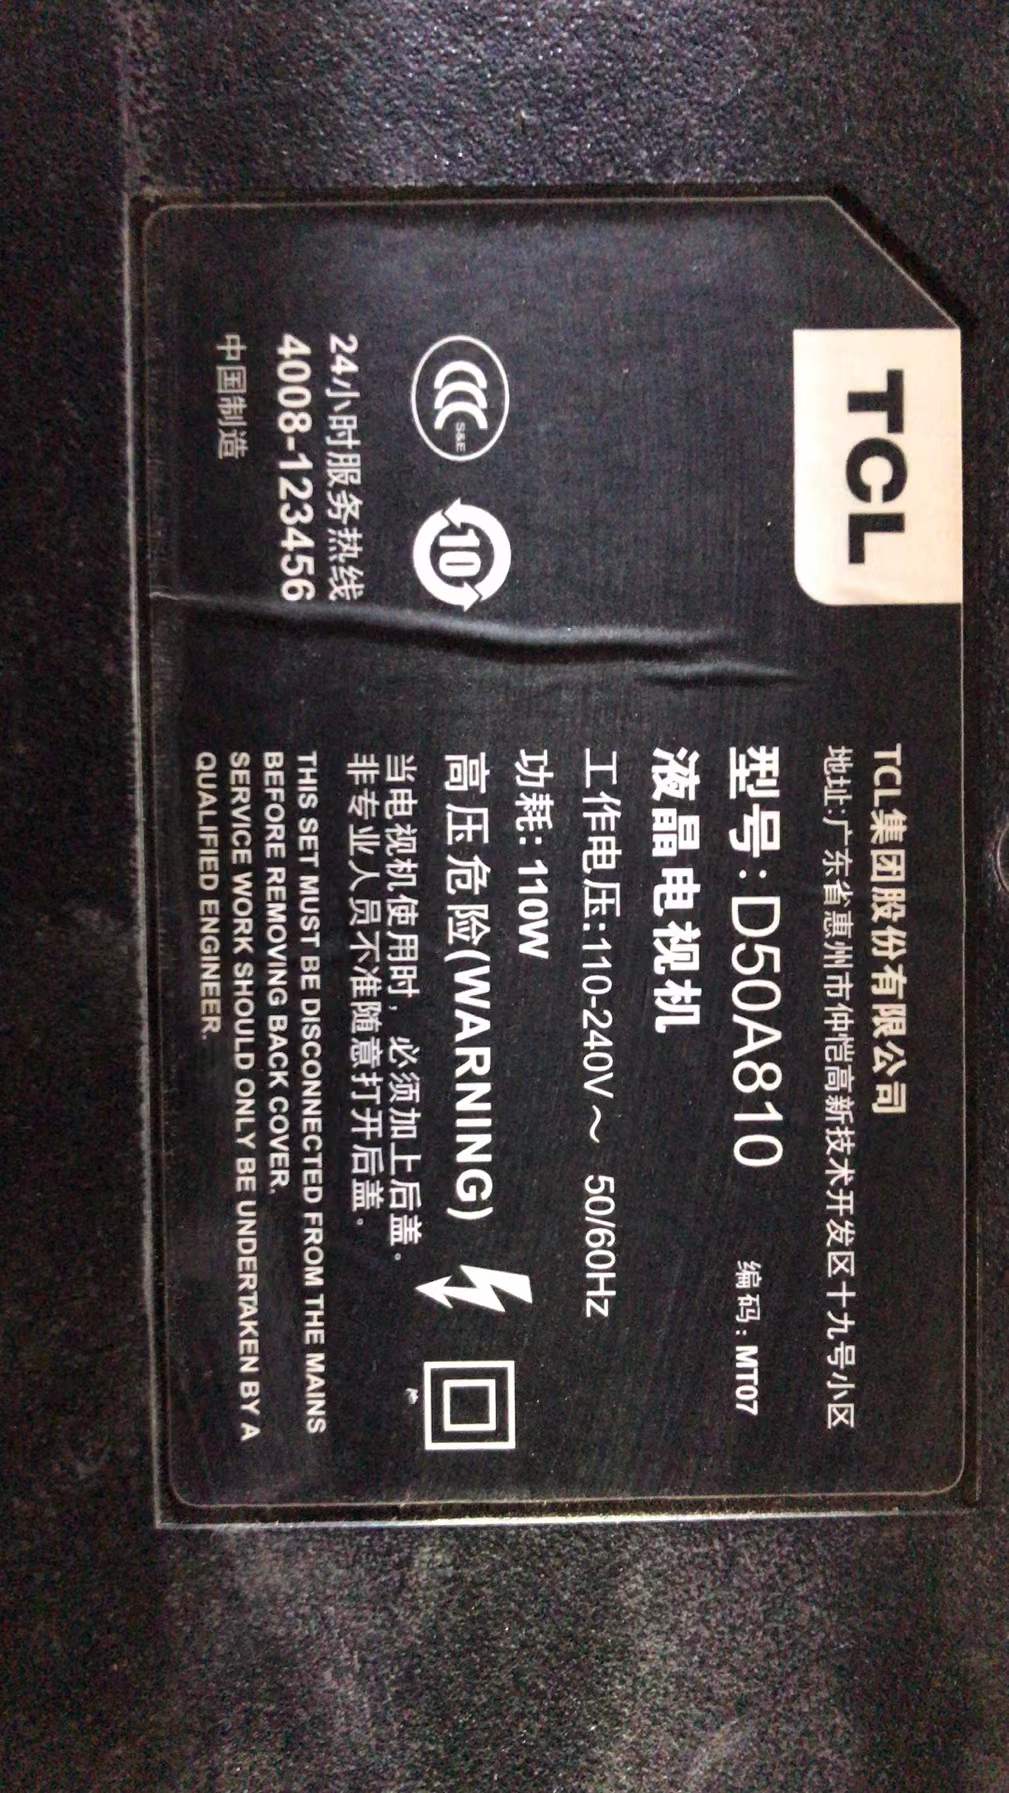 TCL
TCL集团股份有限公司
地址:广东省惠州市仲恺高新技术开发区十九号小区
型号:D50A810 编码:MT07
液晶电视机
工作电压:110-240V～ 50/60Hz
功耗: 110W
高压危险(WARNING)
当电视机使用时，必须加上后盖.
非专业人员不准随意打开后盖.
THIS SET MUST BE DISCONNECTED FROM THE MAINS
BEFORE REMOVING BACK COVER.
SERVICE WORK SHOULD ONLY BE UNDERTAKEN BY A
QUALIFIED ENGINEER.
CCC S&E
10
24小时服务热线
4008-123456
中国制造